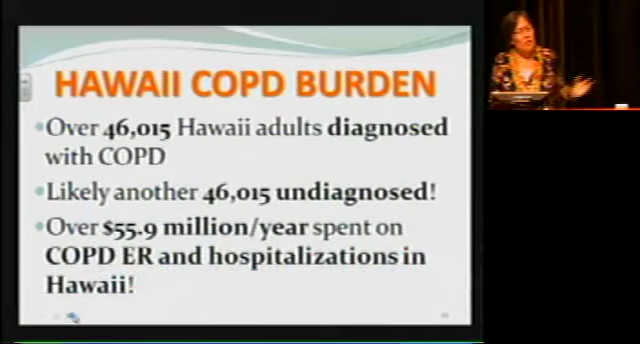 HAWAII COPD BURDEN
Over 46,015 Hawaii adults diagnosed
with COPD
Likely another 46,015 undiagnosed!
Over $55.9 million/year spent on
COPD ER and hospitalizations in
Hawaii!